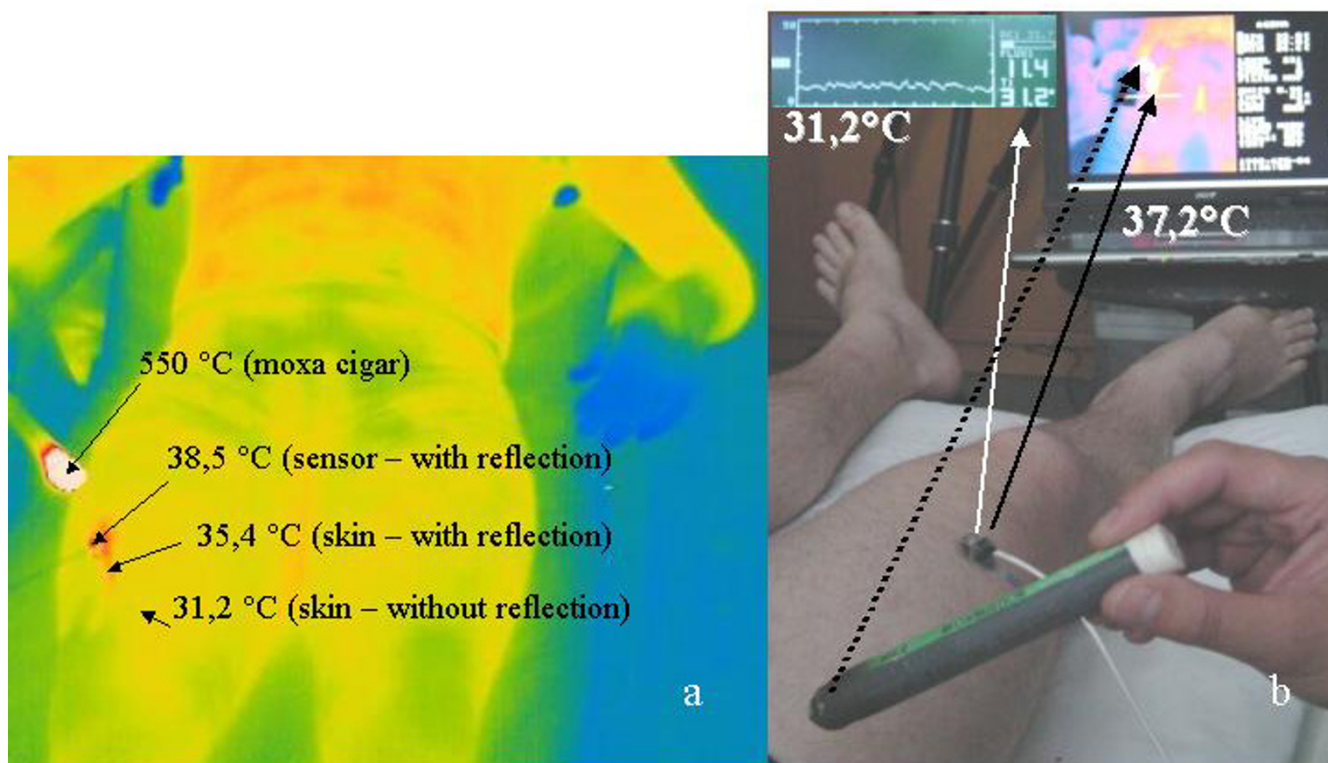 550 °C (moxa cigar)
38,5 °C (sensor – with reflection)
35,4 °C (skin – with reflection)
31,2 °C (skin – without reflection)
a
11.4
31.2°
31,2°C
37,2°C
b